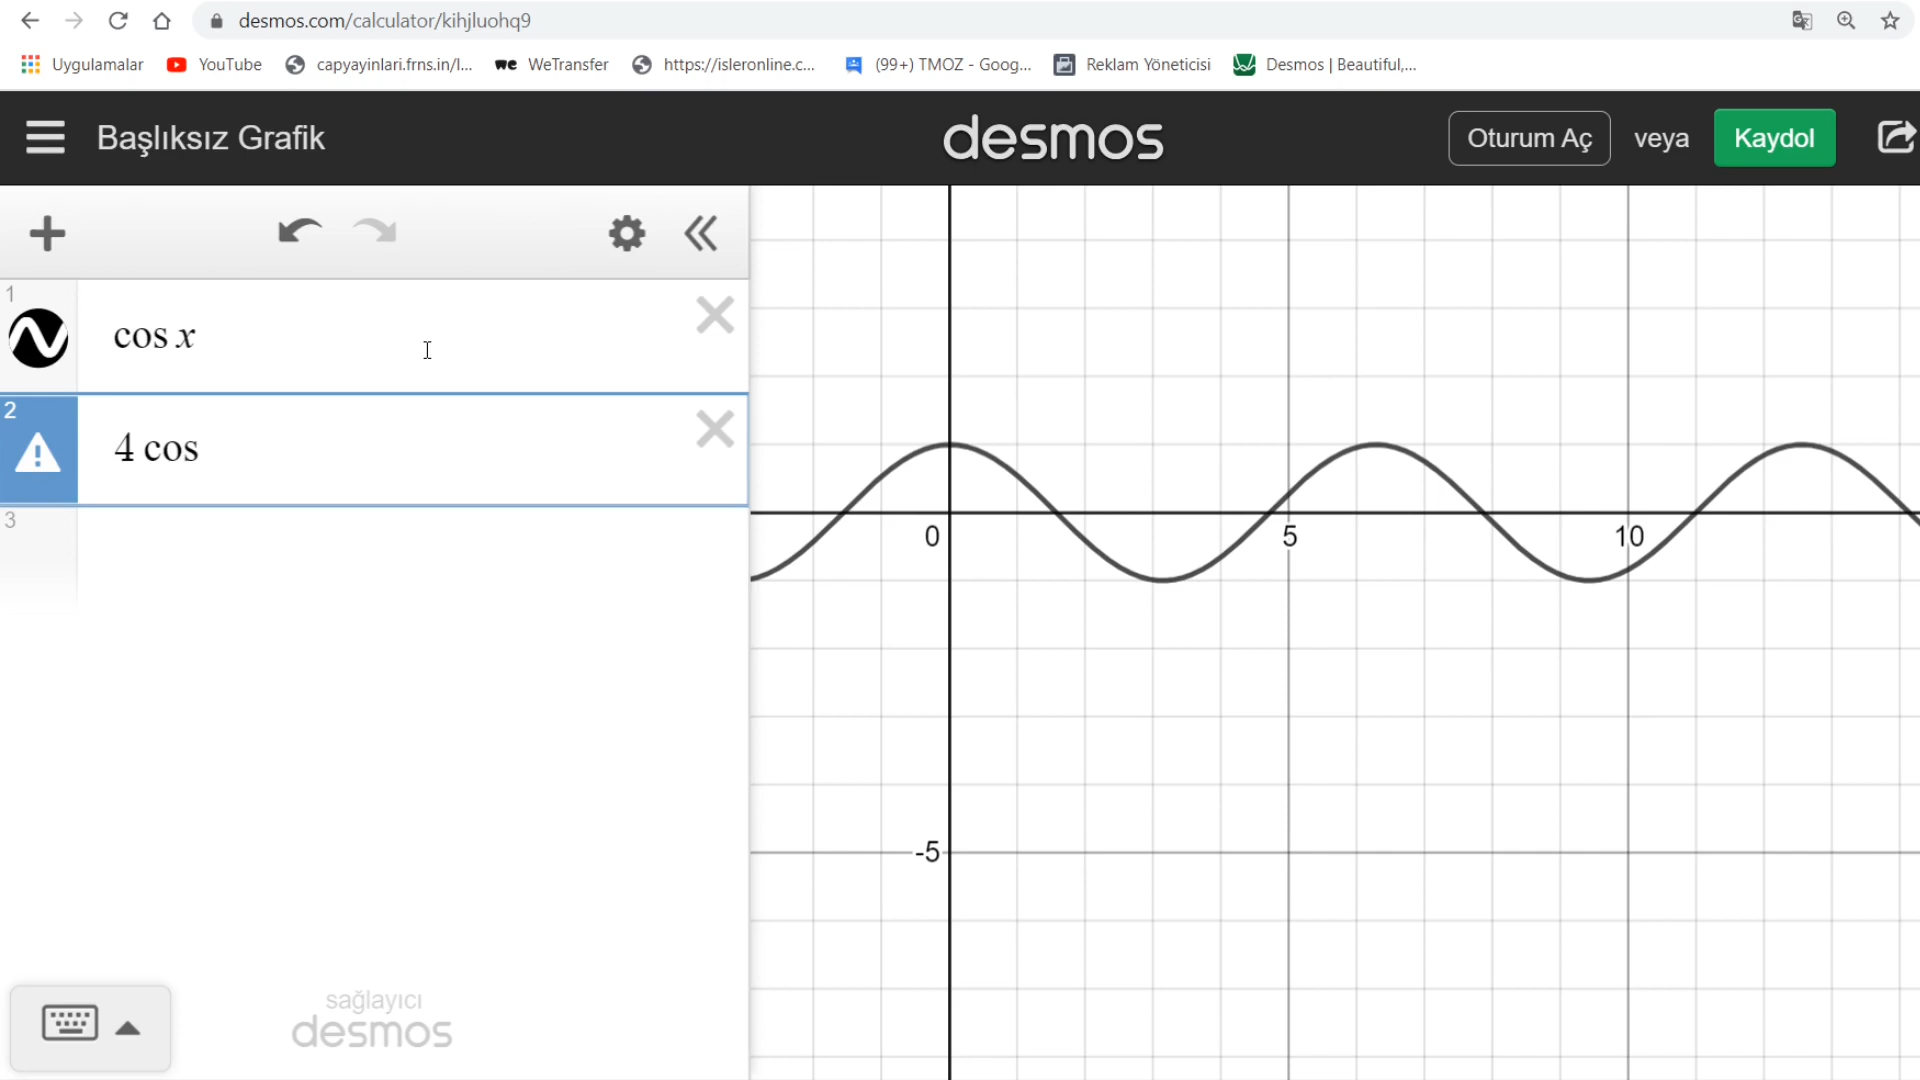 desmos.com/calculator/kihjluohq9
Uygulamalar YouTube capyayinlari.frns.in/l... WeTransfer https://isleronline.c... (99+) TMOZ - Goog... Reklam Yöneticisi Desmos | Beautiful,...
Başlıksız Grafik desmos Oturum Aç veya Kaydol
1
cos x
2
4 cos
3
0 5 10
-5
sağlayıcı
desmos